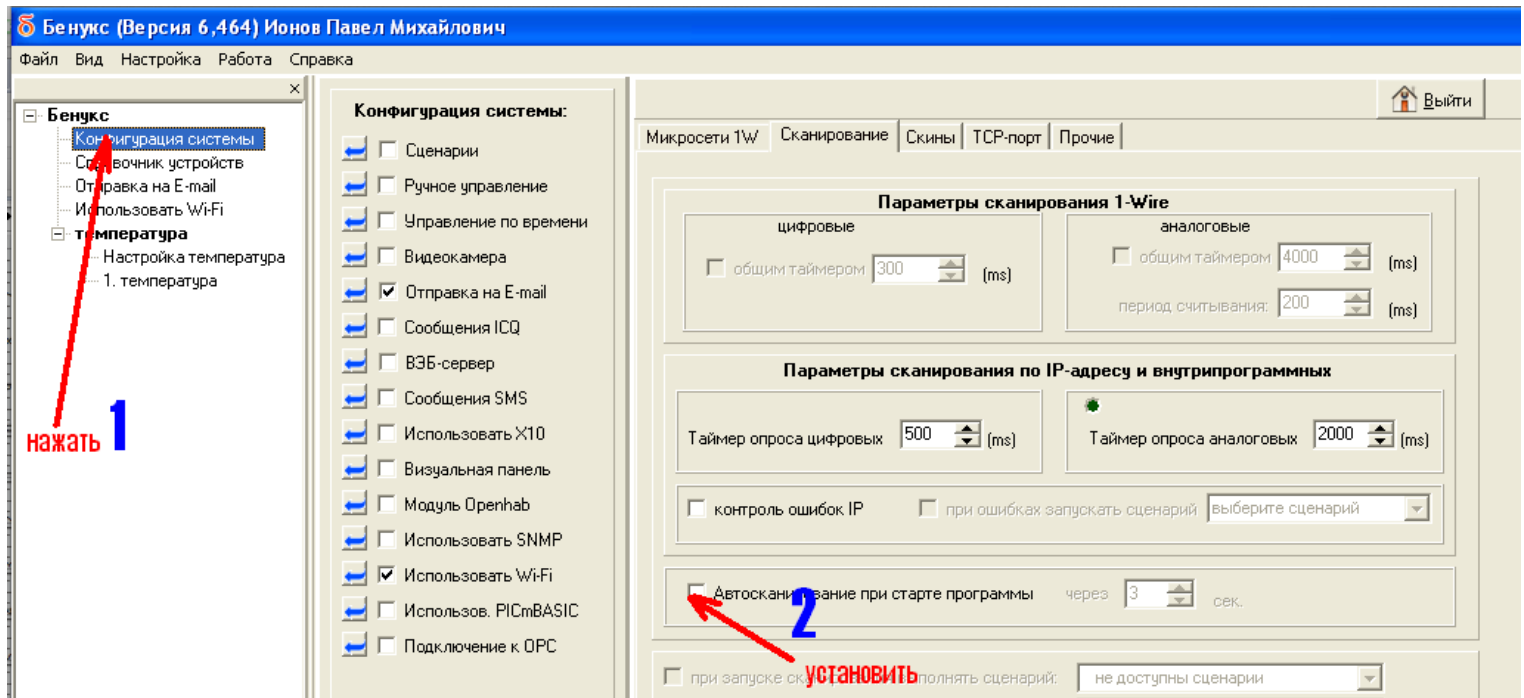 Бенукс (Версия 6,464) Ионов Павел Михайлович
Файл Вид Настройка Работа Справка
Бенукс
Конфигурация системы
Справочник устройств
Отправка на E-mail
Использовать Wi-Fi
температура
Настройка температура
1. температура
нажать 1
Конфигурация системы:
Сценарии
Ручное управление
Управление по времени
Видеокамера
Отправка на E-mail
Сообщения ICQ
ВЭБ-сервер
Сообщения SMS
Использовать X10
Визуальная панель
Модуль Openhab
Использовать SNMP
Использовать Wi-Fi
Использов. PICmBASIC
Подключение к OPC
Выйти
Микросети 1W Сканирование Скины TCP-порт Прочие
Параметры сканирования 1-Wire
цифровые
общим таймером 300 (ms)
аналоговые
общим таймером 4000 (ms)
период считывания: 200 (ms)
Параметры сканирования по IP-адресу и внутрипрограммных
Таймер опроса цифровых 500 (ms)
Таймер опроса аналоговых 2000 (ms)
контроль ошибок IP при ошибках запускать сценарий выберите сценарий
Автосканирование при старте программы через 3 сек.
2
установить
при запуске выполнять сценарий: не доступны сценарии